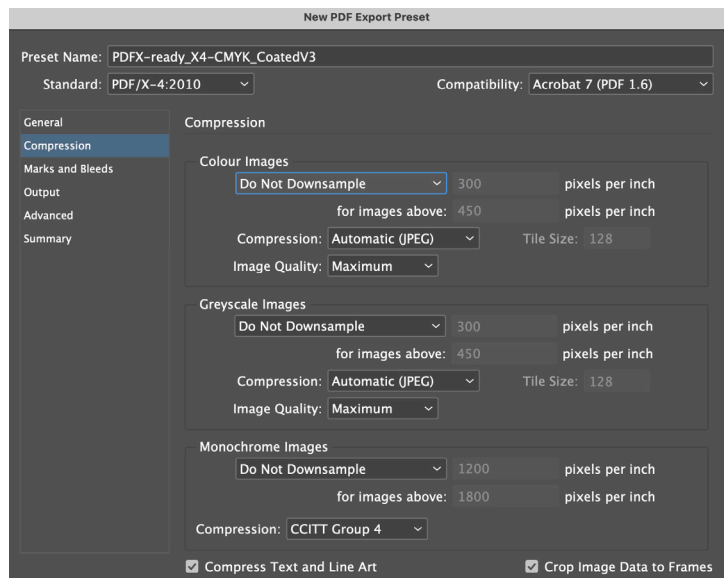 New PDF Export Preset
Preset Name: PDFX-ready_X4-CMYK_CoatedV3
Standard: PDF/X-4:2010 Compatibility: Acrobat 7 (PDF 1.6)
General
Compression
Marks and Bleeds
Output
Advanced
Summary
Compression
Colour Images
Do Not Downsample 300 pixels per inch
for images above: 450 pixels per inch
Compression: Automatic (JPEG) Tile Size: 128
Image Quality: Maximum
Greyscale Images
Do Not Downsample 300 pixels per inch
for images above: 450 pixels per inch
Compression: Automatic (JPEG) Tile Size: 128
Image Quality: Maximum
Monochrome Images
Do Not Downsample 1200 pixels per inch
for images above: 1800 pixels per inch
Compression: CCITT Group 4
Compress Text and Line Art Crop Image Data to Frames